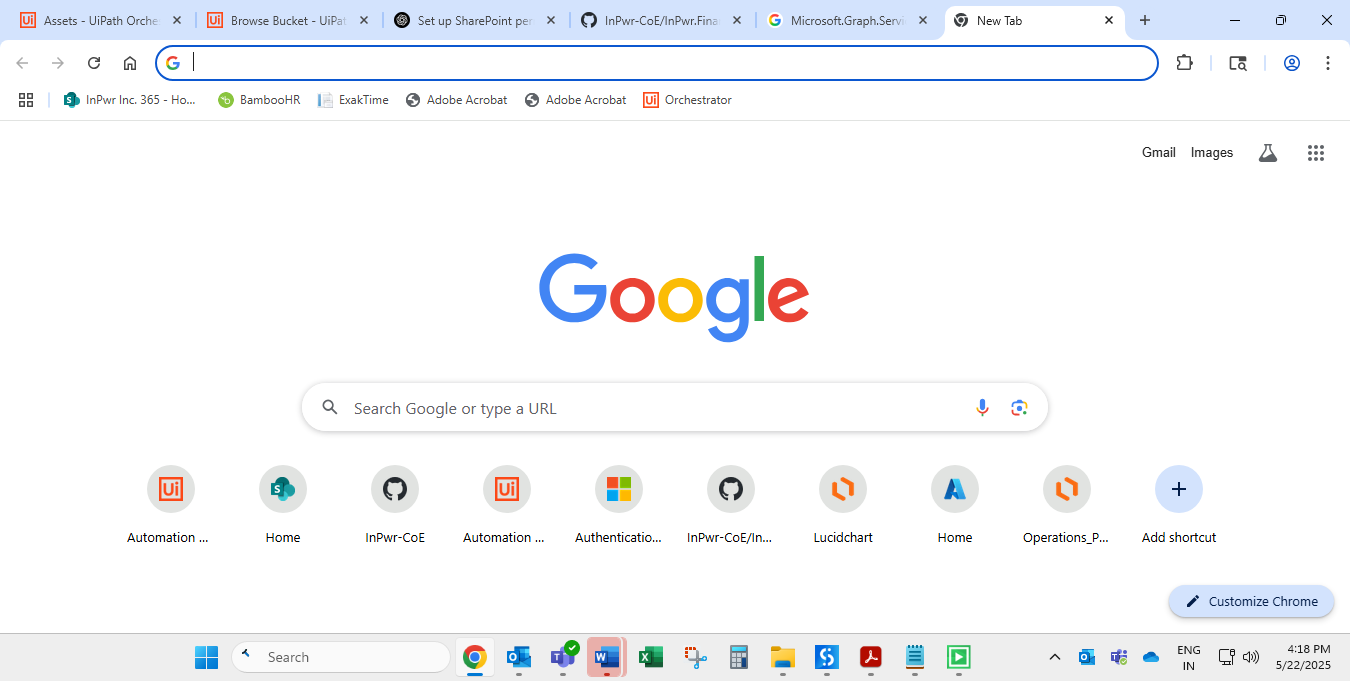 Assets - UiPath Orche
Browse Bucket - UiPat
Set up SharePoint per
InPwr-CoE/InPwr.Fina
Microsoft.Graph.Servi
New Tab
InPwr Inc. 365 - Ho...
BambooHR
ExakTime
Adobe Acrobat
Adobe Acrobat
Orchestrator
Gmail
Images
Google
Search Google or type a URL
Automation ...
Home
InPwr-CoE
Automation ...
Authenticatio...
InPwr-CoE/In...
Lucidchart
Home
Operations_P...
Add shortcut
Customize Chrome
Search
ENG
IN
4:18 PM
5/22/2025